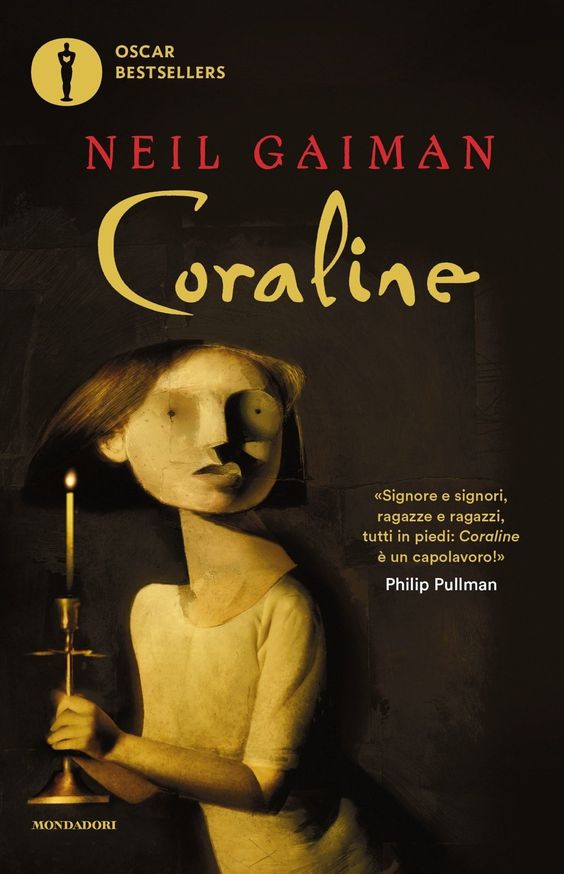 OSCAR
BESTSELLERS
NEIL GAIMAN
Coraline
«Signore e signori,
ragazze e ragazzi,
tutti in piedi: Coraline
è un capolavoro!»
Philip Pullman
MONDADORI